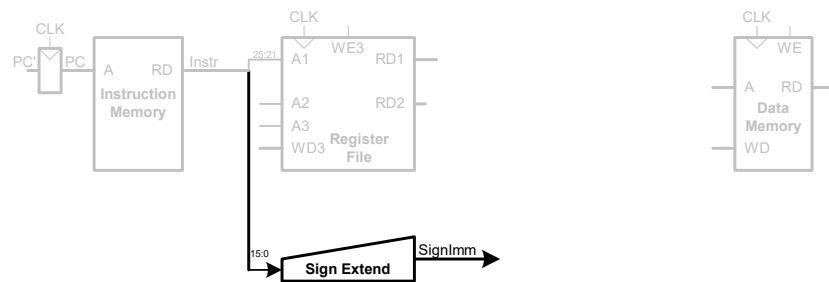 CLK
CLK
CLK
WE3
WE
PC'
PC
A
RD
Instr
25:21
A1
RD1
Instruction
Memory
A2
RD2
A3
WD3
Register
File
A
RD
Data
Memory
WD
15:0
Sign Extend
SignImm